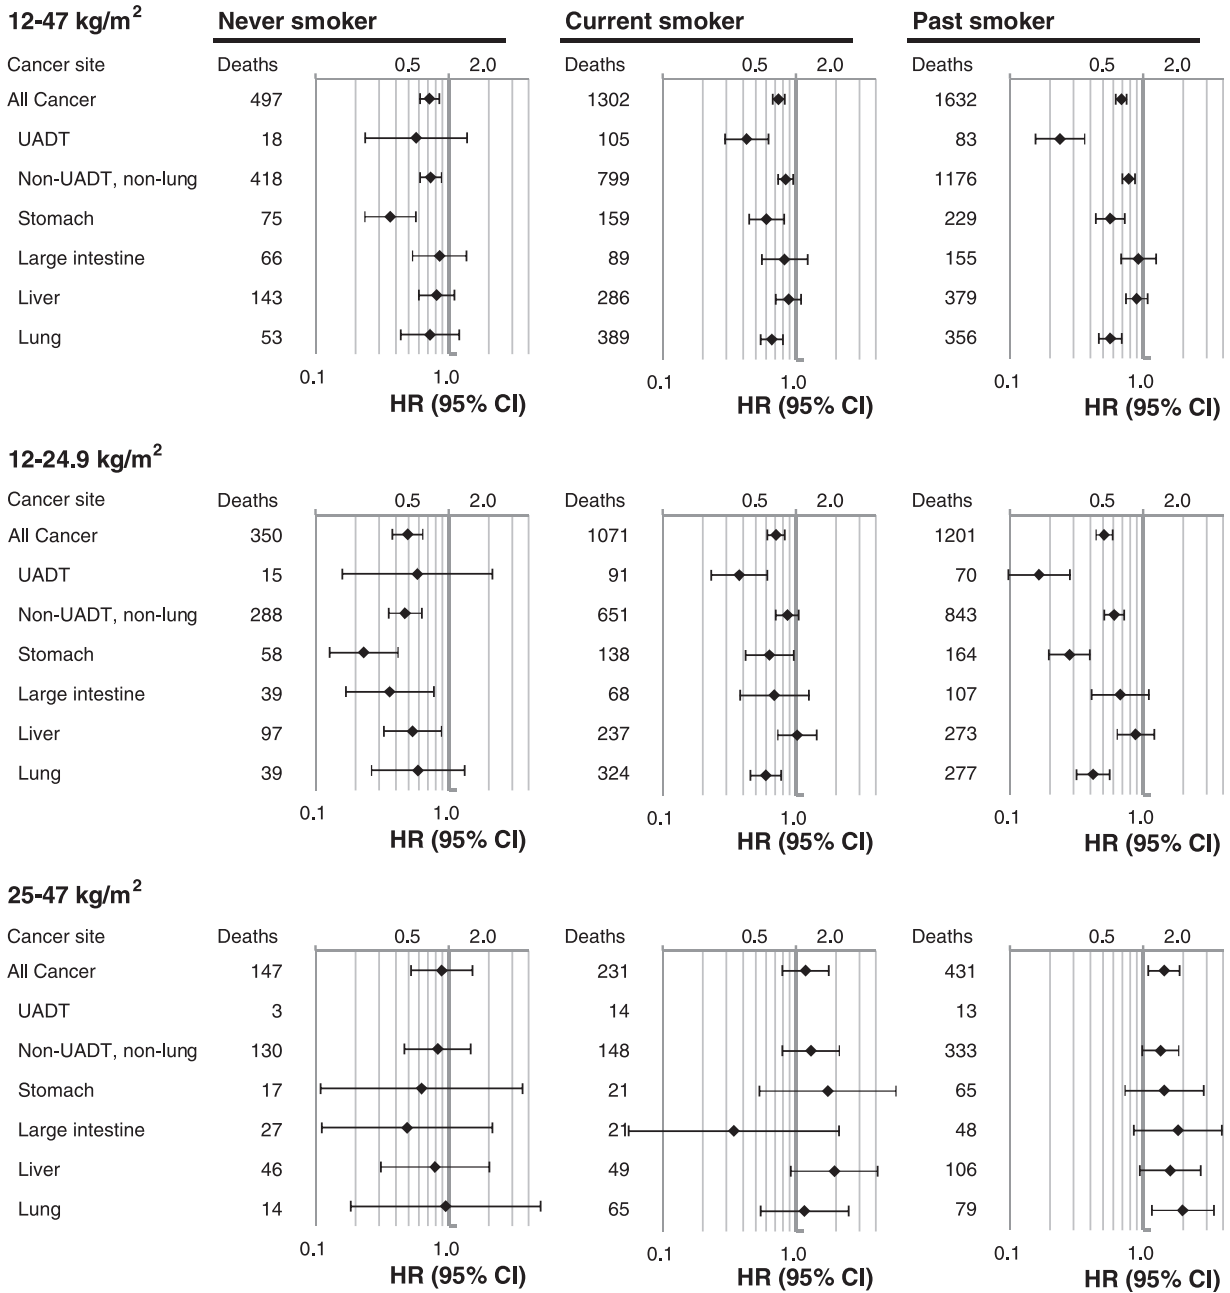 12-47 kg/m2 Never smoker Current smoker Past smoker
Cancer site Deaths 0.5 2.0 Deaths 0.5 2.0 Deaths 0.5 2.0
All Cancer 497 1302 1632
UADT 18 105 83
Non-UADT, non-lung 418 799 1176
Stomach 75 159 229
Large intestine 66 89 155
Liver 143 286 379
Lung 53 389 356
0.1 1.0 0.1 1.0 0.1 1.0
HR (95% CI) HR (95% CI) HR (95% CI)
12-24.9 kg/m2
Cancer site Deaths 0.5 2.0 Deaths 0.5 2.0 Deaths 0.5 2.0
All Cancer 350 1071 1201
UADT 15 91 70
Non-UADT, non-lung 288 651 843
Stomach 58 138 164
Large intestine 39 68 107
Liver 97 237 273
Lung 39 324 277
0.1 1.0 0.1 1.0 0.1 1.0
HR (95% CI) HR (95% CI) HR (95% CI)
25-47 kg/m2
Cancer site Deaths 0.5 2.0 Deaths 0.5 2.0 Deaths 0.5 2.0
All Cancer 147 231 431
UADT 3 14 13
Non-UADT, non-lung 130 148 333
Stomach 17 21 65
Large intestine 27 21 48
Liver 46 49 106
Lung 14 65 79
0.1 1.0 0.1 1.0 0.1 1.0
HR (95% CI) HR (95% CI) HR (95% CI)